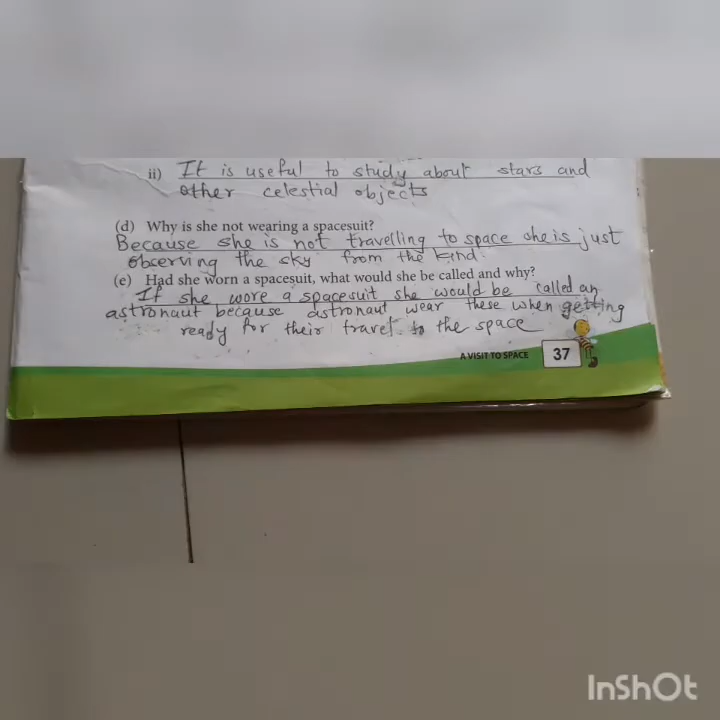 ii) It is useful to study about stars and
other celestial objects
(d) Why is she not wearing a spacesuit?
Because she is not travelling to space she is just
observing the sky from the kind.
(e) Had she worn a spacesuit, what would she be called and why?
If she wore a spacesuit she would be called an
astronaut because astronaut wear these when getting
ready for their travel to the space
A VISIT TO SPACE 37
InShOt